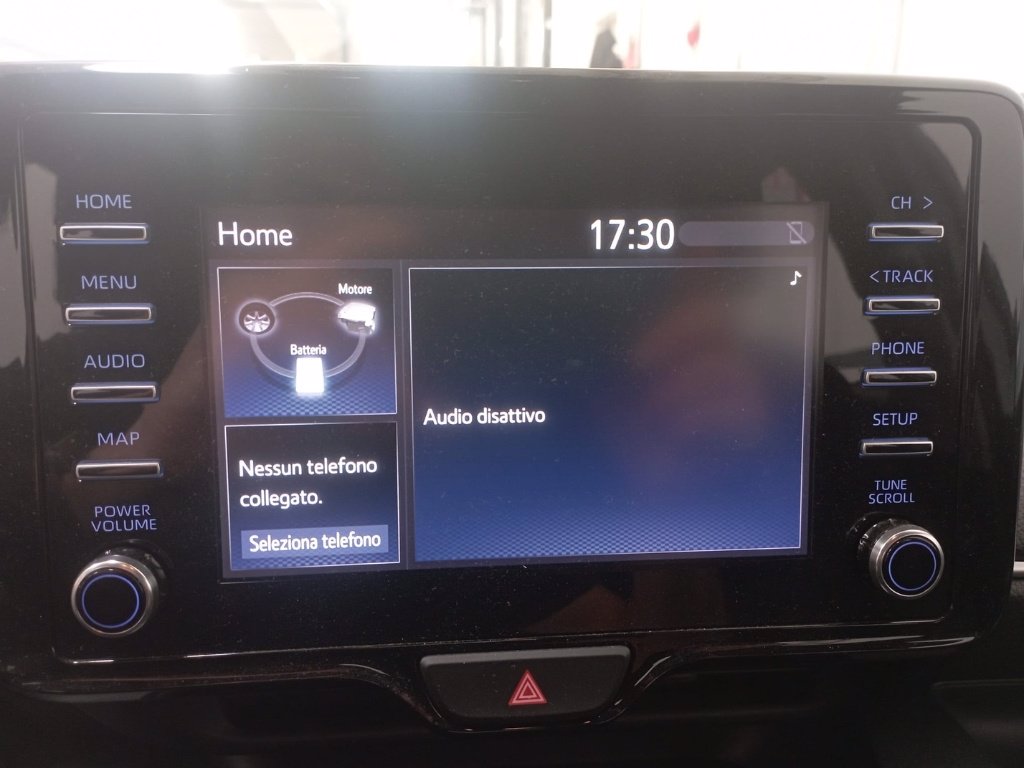 HOME
MENU
AUDIO
MAP
POWER
VOLUME
Home
17:30
Motore
Batteria
Nessun telefono
collegato.
Seleziona telefono
Audio disattivo
CH >
< TRACK
PHONE
SETUP
TUNE
SCROLL